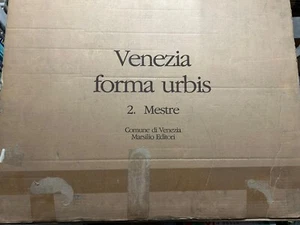 Venezia
forma urbis
2. Mestre
Comune di Venezia
Marsilio Editori